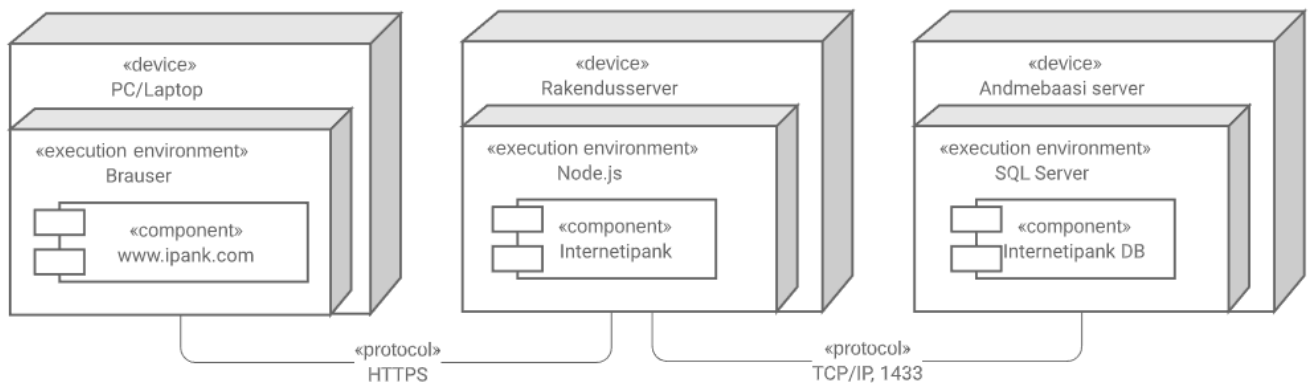 «device»
PC/Laptop
«execution environment»
Brauser
«component»
www.ipank.com
«device»
Rakendusserver
«execution environment»
Node.js
«component»
Internetipank
«device»
Andmebaasi server
«execution environment»
SQL Server
«component»
Internetipank DB
«protocol»
HTTPS
«protocol»
TCP/IP, 1433